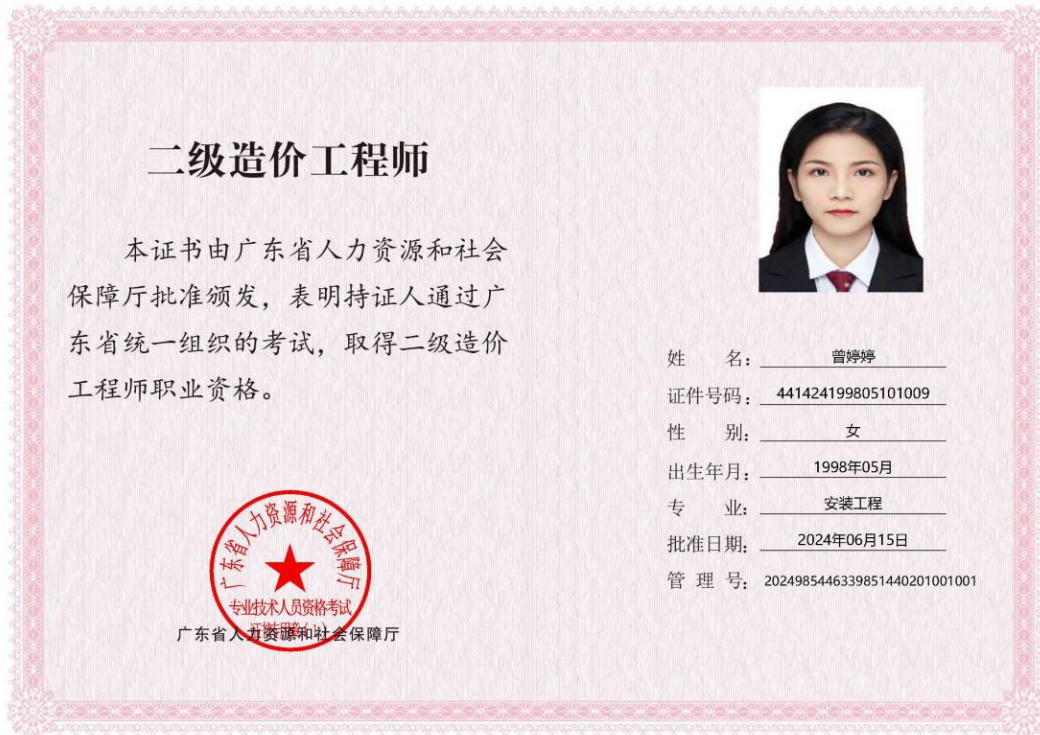 二级造价工程师
本证书由广东省人力资源和社会
保障厅批准颁发，表明持证人通过广
东省统一组织的考试，取得二级造价
工程师职业资格。
广东省人力资源和社会保障厅
专业技术人员资格考试
广东省人力资源和社会保障厅
姓 名：曾婷婷
证件号码：441424199805101009
性 别：女
出生年月：1998年05月
专 业：安装工程
批准日期：2024年06月15日
管 理 号：20249854463398514402010010​01